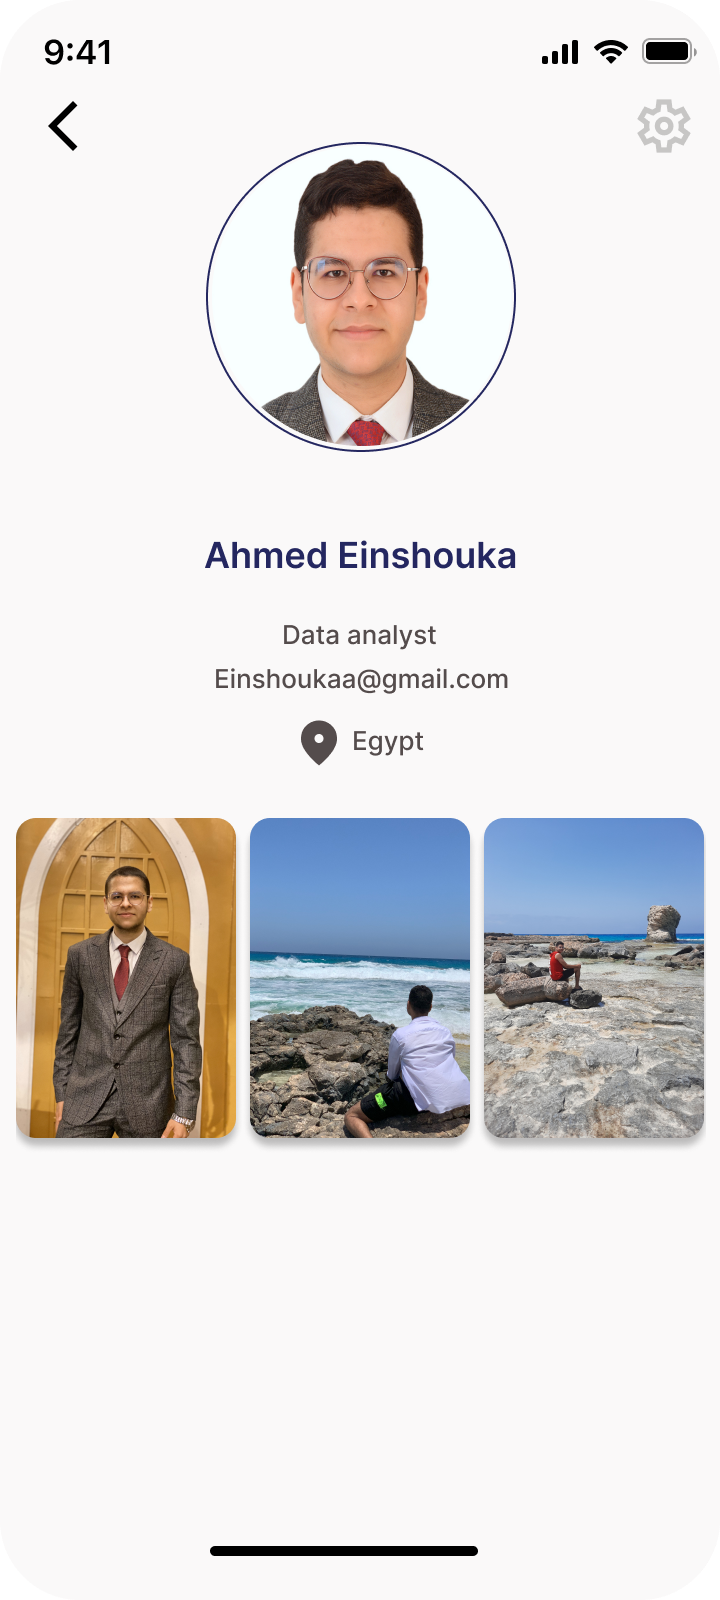 9:41
Ahmed Einshouka
Data analyst
Einshoukaa@gmail.com
Egypt